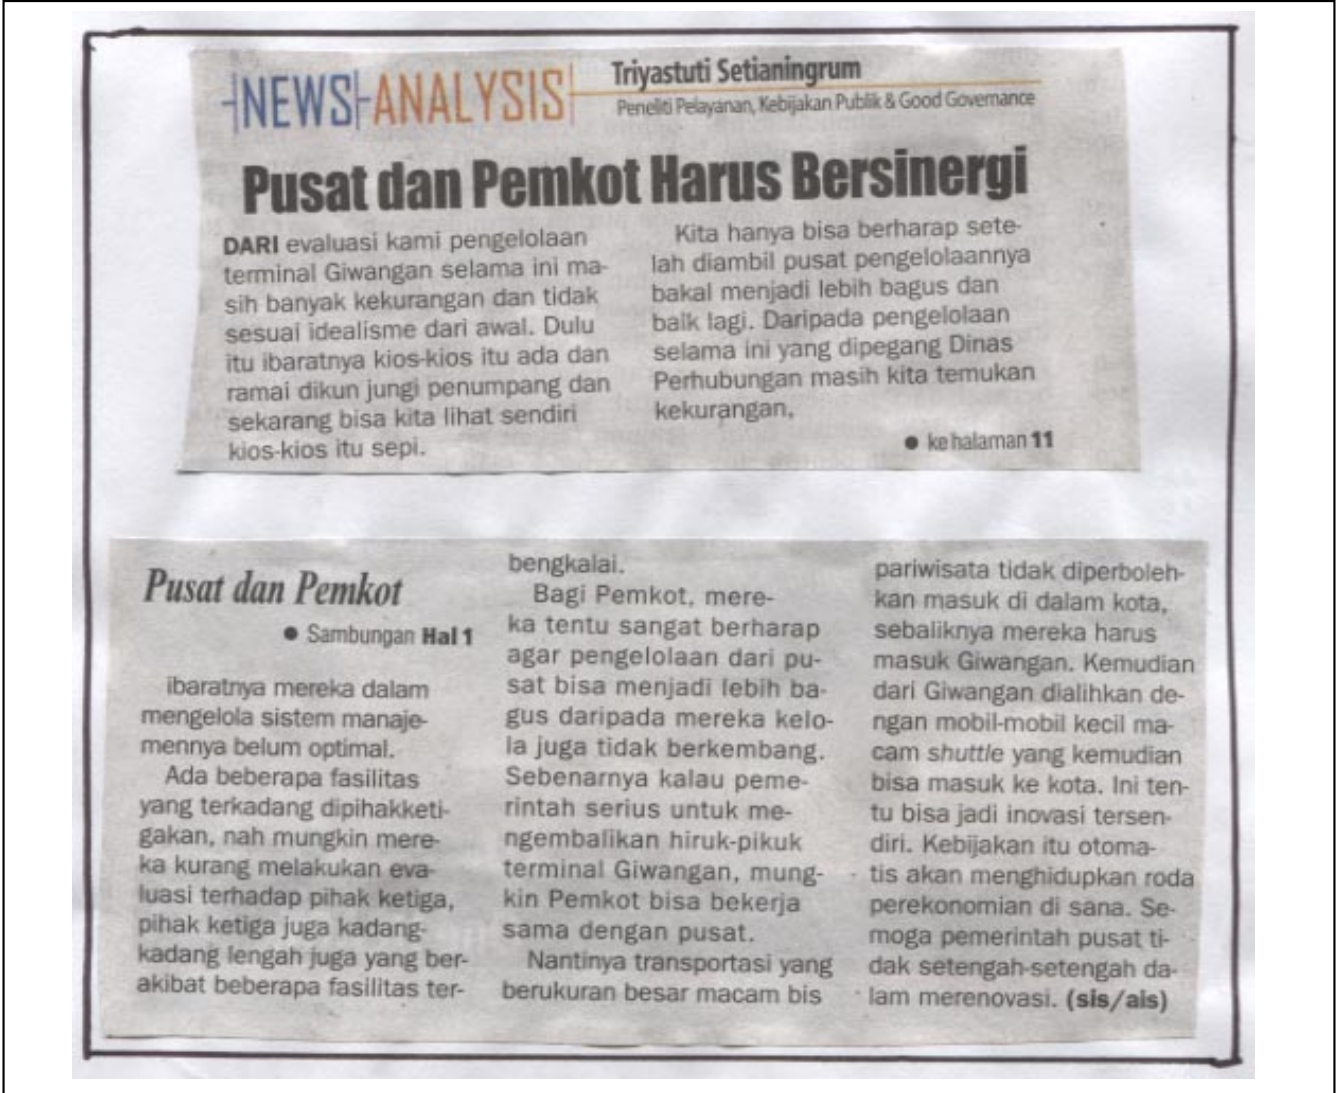 NEWS ANALYSIS
Triyastuti Setianingrum
Peneliti Pelayanan, Kebijakan Publik & Good Governance
Pusat dan Pemkot Harus Bersinergi
DARI evaluasi kami pengelolaan
terminal Giwangan selama ini ma-
sih banyak kekurangan dan tidak
sesuai idealisme dari awal. Dulu
itu ibaratnya kios-kios itu ada dan
ramai dikun jungi penumpang dan
sekarang bisa kita lihat sendiri
kios-kios itu sepi.
Kita hanya bisa berharap sete-
lah diambil pusat pengelolaannya
bakal menjadi lebih bagus dan
baik lagi. Daripada pengelolaan
selama ini yang dipegang Dinas
Perhubungan masih kita temukan
kekurangan,
● ke halaman 11
Pusat dan Pemkot
● Sambungan Hal 1
ibaratnya mereka dalam
mengelola sistem manaje-
mennya belum optimal.
Ada beberapa fasilitas
yang terkadang dipihakketi-
gakan, nah mungkin mere-
ka kurang melakukan eva-
luasi terhadap pihak ketiga,
pihak ketiga juga kadang-
kadang lengah juga yang ber-
akibat beberapa fasilitas ter-
bengkalai.
Bagi Pemkot, mere-
ka tentu sangat berharap
agar pengelolaan dari pu-
sat bisa menjadi lebih ba-
gus daripada mereka kelo-
la juga tidak berkembang.
Sebenarnya kalau peme-
rintah serius untuk me-
ngembalikan hiruk-pikuk
terminal Giwangan, mung-
kin Pemkot bisa bekerja
sama dengan pusat.
Nantinya transportasi yang
berukuran besar macam bis
pariwisata tidak diperboleh-
kan masuk di dalam kota,
sebaliknya mereka harus
masuk Giwangan. Kemudian
dari Giwangan dialihkan de-
ngan mobil-mobil kecil ma-
cam shuttle yang kemudian
bisa masuk ke kota. Ini ten-
tu bisa jadi inovasi tersen-
diri. Kebijakan itu otoma-
tis akan menghidupkan roda
perekonomian di sana. Se-
moga pemerintah pusat ti-
dak setengah-setengah da-
lam merenovasi. (sis/ais)